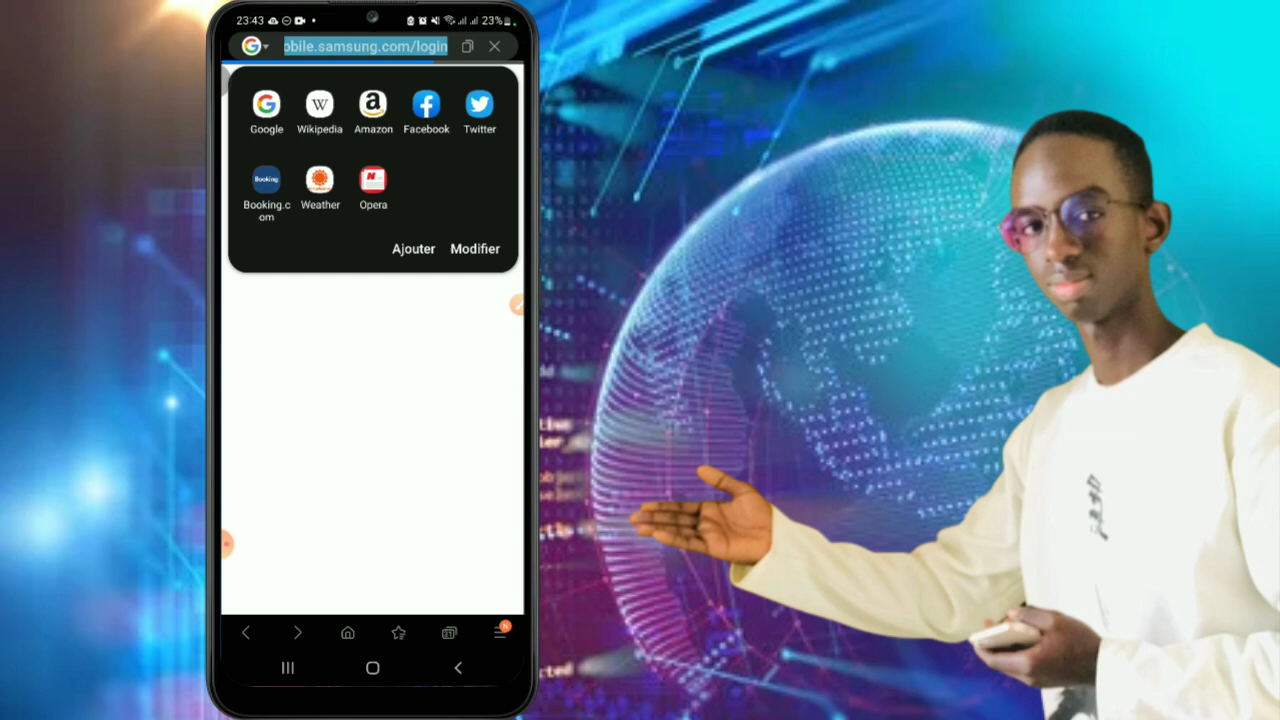 23:43
23%
obile.samsung.com/login
Google
Wikipedia
Amazon
Facebook
Twitter
Booking
Booking.c
om
Weather
Opera
Ajouter
Modifier
21
N